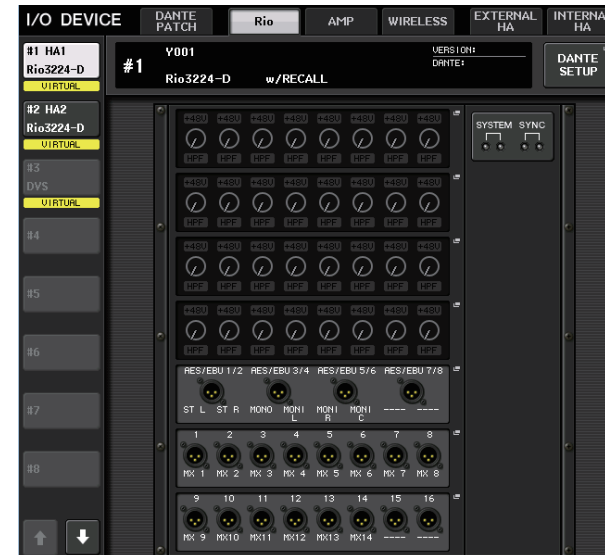 I/O DEVICE
DANTE PATCH
Rio
AMP
WIRELESS
EXTERNAL HA
INTERNA
HA
#1 HA1
Rio3224-D
VIRTUAL
#2 HA2
Rio3224-D
VIRTUAL
#3
DVS
VIRTUAL
#4
#5
#6
#7
#8
#1
Y001
Rio3224-D w/RECALL
VERSION:
DANTE:
DANTE SETUP
+48V +48V +48V +48V +48V +48V +48V +48V
HPF HPF HPF HPF HPF HPF HPF HPF
+48V +48V +48V +48V +48V +48V +48V +48V
HPF HPF HPF HPF HPF HPF HPF HPF
+48V +48V +48V +48V +48V +48V +48V +48V
HPF HPF HPF HPF HPF HPF HPF HPF
+48V +48V +48V +48V +48V +48V +48V +48V
HPF HPF HPF HPF HPF HPF HPF HPF
AES/EBU 1/2 AES/EBU 3/4 AES/EBU 5/6 AES/EBU 7/8
ST L ST R MONO MONI L MONI R MONI C ---- ----
1 2 3 4 5 6 7 8
MX 1 MX 2 MX 3 MX 4 MX 5 MX 6 MX 7 MX 8
9 10 11 12 13 14 15 16
MX 9 MX10 MX11 MX12 MX13 MX14 ---- ----
SYSTEM SYNC